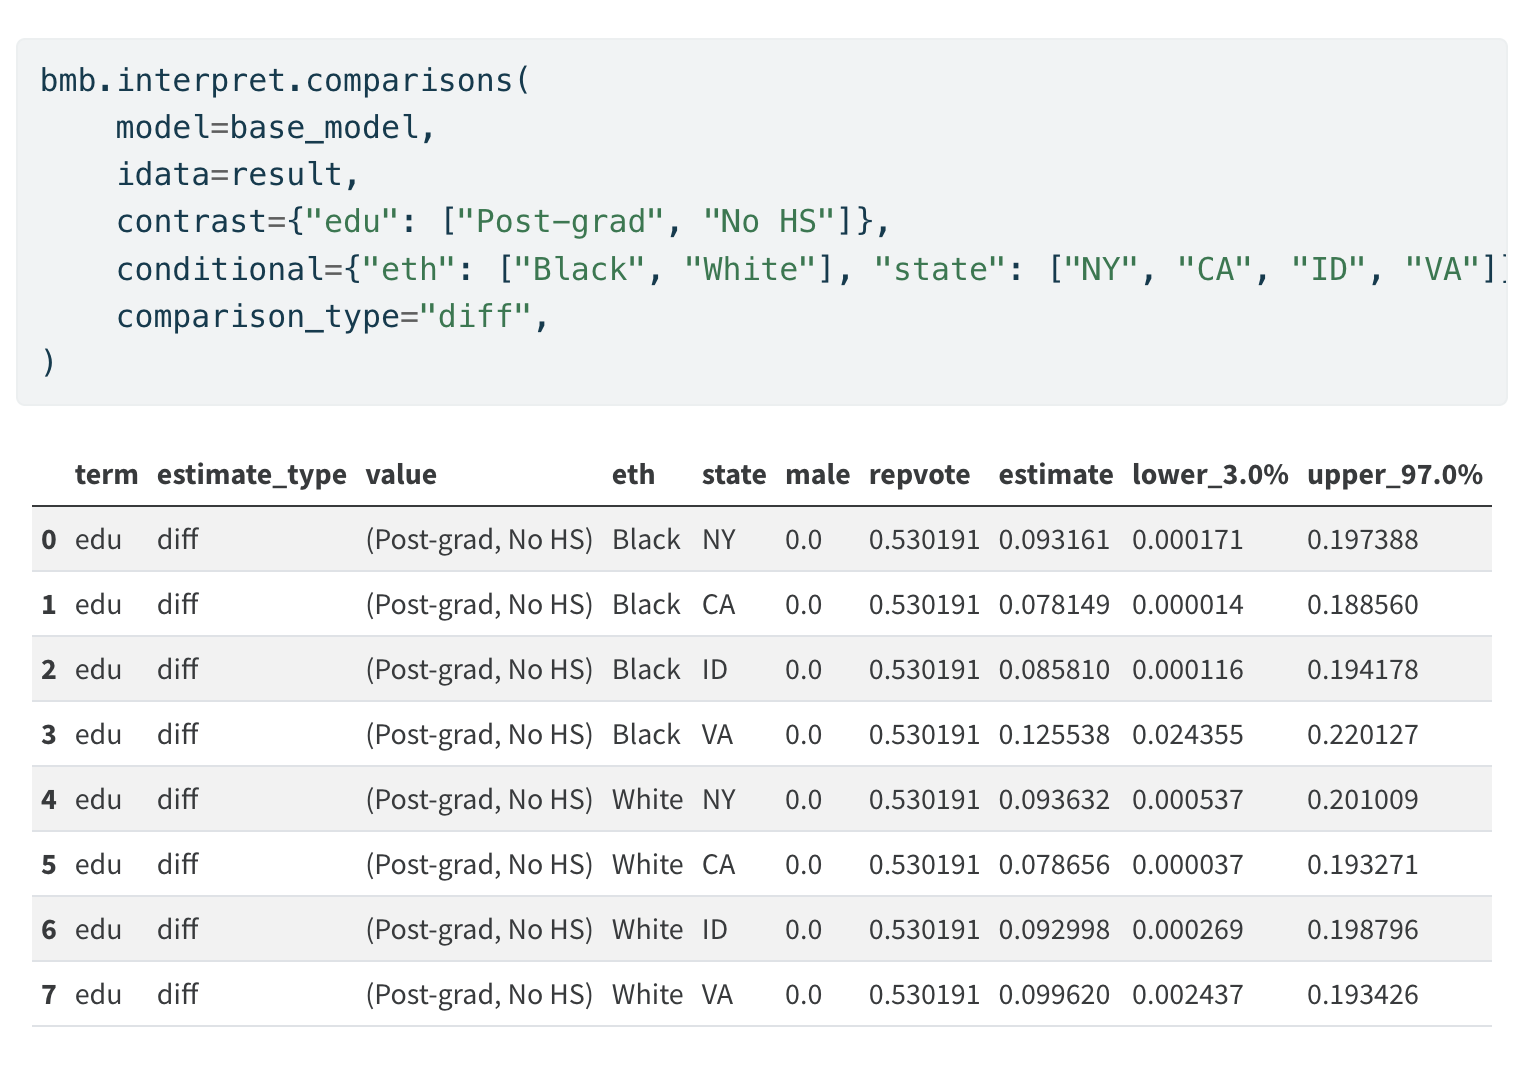 bmb.interpret.comparisons(
    model=base_model,
    idata=result,
    contrast={"edu": ["Post-grad", "No HS"]},
    conditional={"eth": ["Black", "White"], "state": ["NY", "CA", "ID", "VA"]
    comparison_type="diff",
)
term estimate_type value eth state male repvote estimate lower_3.0% upper_97.0%
0 edu diff (Post-grad, No HS) Black NY 0.0 0.530191 0.093161 0.000171 0.197388
1 edu diff (Post-grad, No HS) Black CA 0.0 0.530191 0.078149 0.000014 0.188560
2 edu diff (Post-grad, No HS) Black ID 0.0 0.530191 0.085810 0.000116 0.194178
3 edu diff (Post-grad, No HS) Black VA 0.0 0.530191 0.125538 0.024355 0.220127
4 edu diff (Post-grad, No HS) White NY 0.0 0.530191 0.093632 0.000537 0.201009
5 edu diff (Post-grad, No HS) White CA 0.0 0.530191 0.078656 0.000037 0.193271
6 edu diff (Post-grad, No HS) White ID 0.0 0.530191 0.092998 0.000269 0.198796
7 edu diff (Post-grad, No HS) White VA 0.0 0.530191 0.099620 0.002437 0.193426